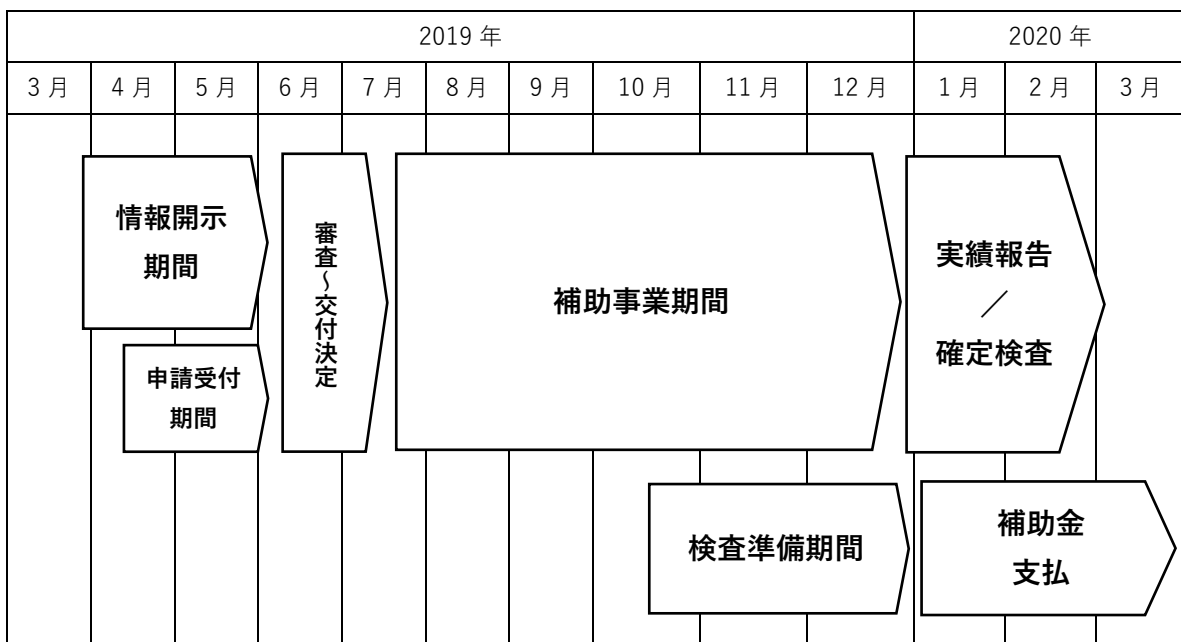 2019 年
2020 年
3 月
4 月
5 月
6 月
7 月
8 月
9 月
10 月
11 月
12 月
1 月
2 月
3 月
情報開示
期間
申請受付
期間
審査～交付決定
補助事業期間
実績報告
／
確定検査
検査準備期間
補助金
支払